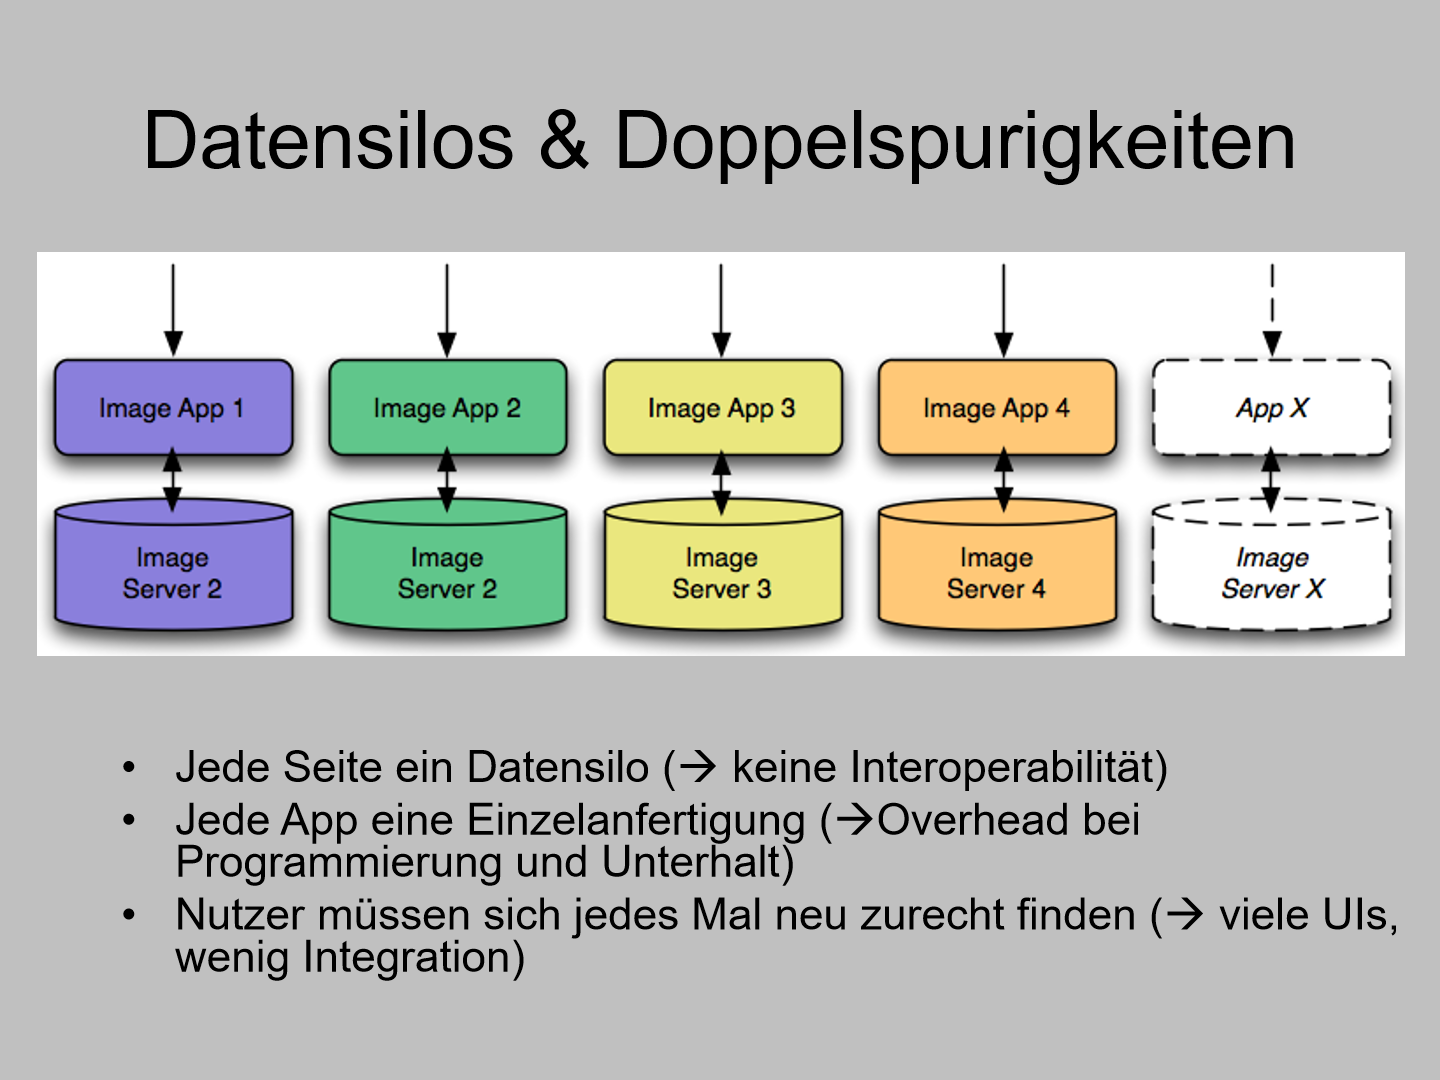 Datensilos & Doppelspurigkeiten
Image App 1
Image App 2
Image App 3
Image App 4
App X
Image
Server 2
Image
Server 2
Image
Server 3
Image
Server 4
Image
Server X
• Jede Seite ein Datensilo (→ keine Interoperabilität)
• Jede App eine Einzelanfertigung (→Overhead bei
Programmierung und Unterhalt)
• Nutzer müssen sich jedes Mal neu zurecht finden (→ viele UIs,
wenig Integration)